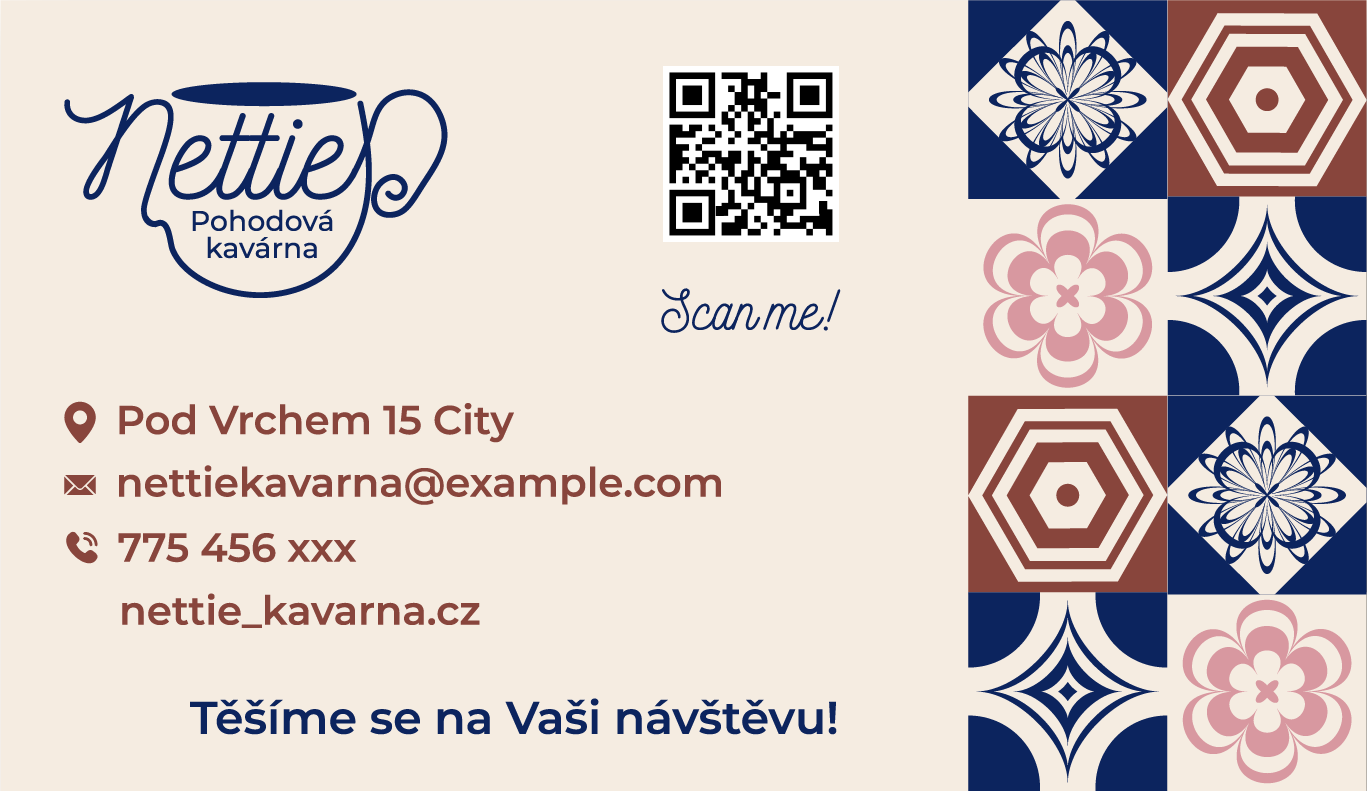 Nettie
Pohodová
kavárna
Scan me!
Pod Vrchem 15 City
nettiekavarna@example.com
775 456 xxx
nettie_kavarna.cz
Těšíme se na Vaši návštěvu!